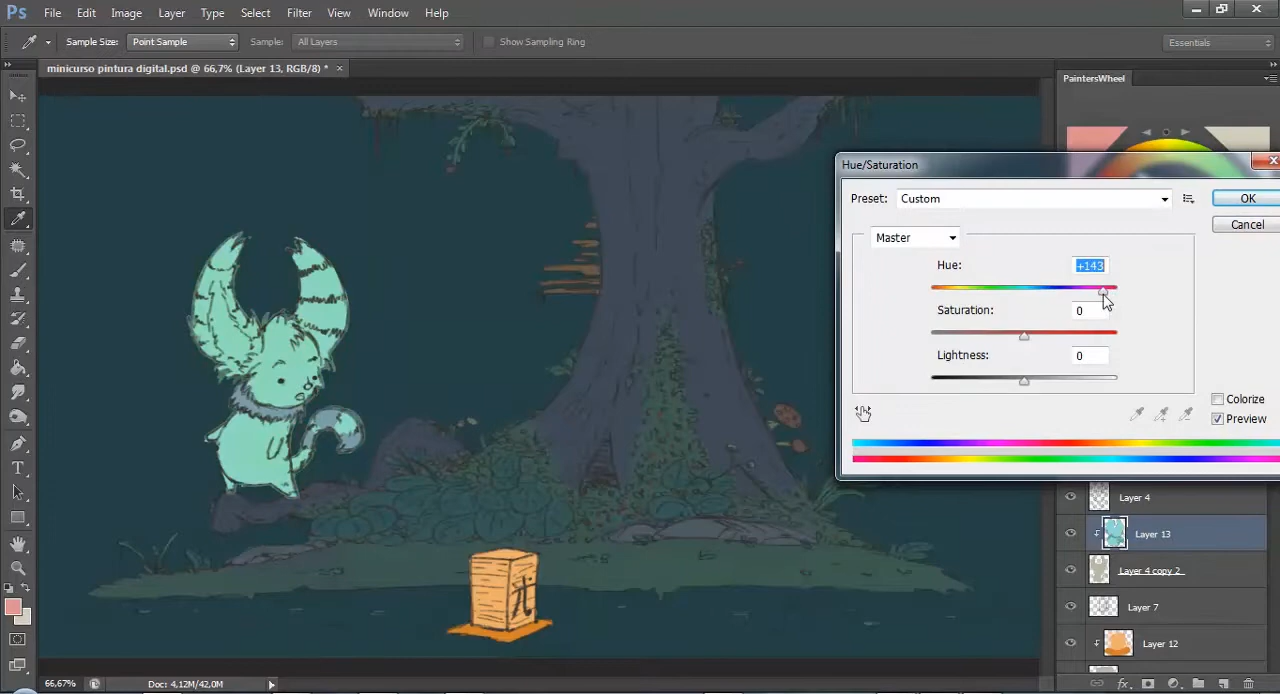 Ps File Edit Image Layer Type Select Filter View Window Help
Sample Size: Point Sample Sample: All Layers Show Sampling Ring Essentials
minicurso pintura digital.psd @ 66,7% (Layer 13, RGB/8) * ×
PaintersWheel
Hue/Saturation
Preset: Custom OK
Cancel
Master
Hue: +143
Saturation: 0
Lightness: 0
Colorize
Preview
Layer 4
Layer 13
Layer 4 copy 2
Layer 7
Layer 12
66,67% Doc: 4,12M/42,0M
T
fx